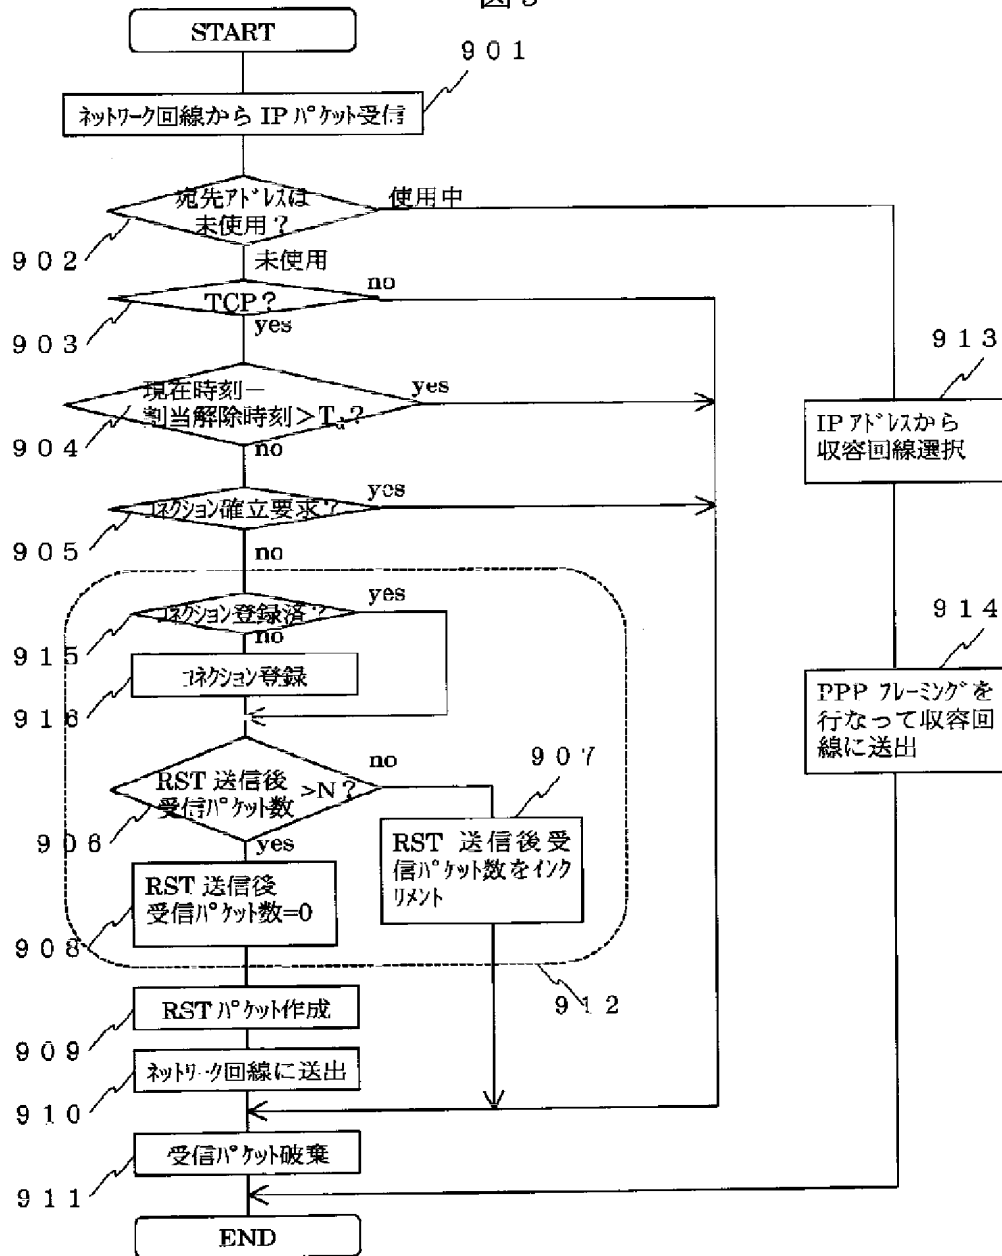 START
901
ネットワーク回線から IP パケット受信
宛先アドレスは
未使用？
使用中
902
未使用
TCP？
no
903
yes
現在時刻－
割当解除時刻＞Td？
yes
904
no
コネクション確立要求？
yes
905
no
コネクション登録済？
yes
915
no
コネクション登録
916
RST 送信後
受信パケット数
>N？
no
906
yes
907
RST 送信後受
信パケット数をインク
リメント
RST 送信後
受信パケット数=0
908
912
RST パケット作成
909
ネットワーク回線に送出
910
受信パケット破棄
911
END
913
IP アドレスから
収容回線選択
914
PPP フレーミングを
行なって収容回
線に送出